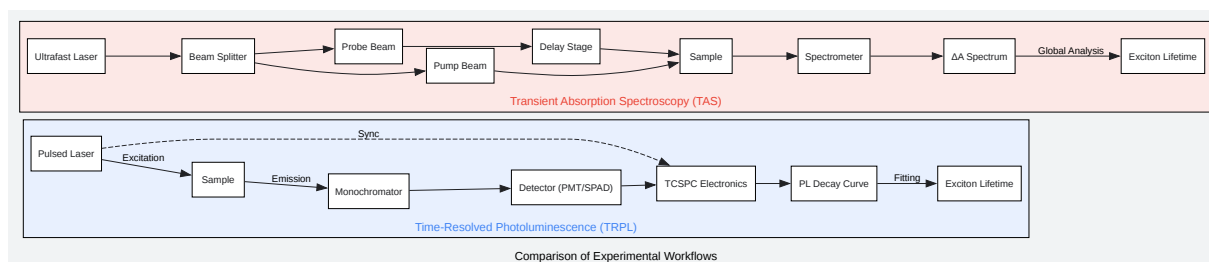 Ultrafast Laser
Beam Splitter
Probe Beam
Pump Beam
Delay Stage
Sample
Spectrometer
ΔA Spectrum
Global Analysis
Exciton Lifetime
Transient Absorption Spectroscopy (TAS)
Pulsed Laser
Sync
Excitation
Sample
Emission
Monochromator
Detector (PMT/SPAD)
TCSPC Electronics
PL Decay Curve
Fitting
Exciton Lifetime
Time-Resolved Photoluminescence (TRPL)
Comparison of Experimental Workflows